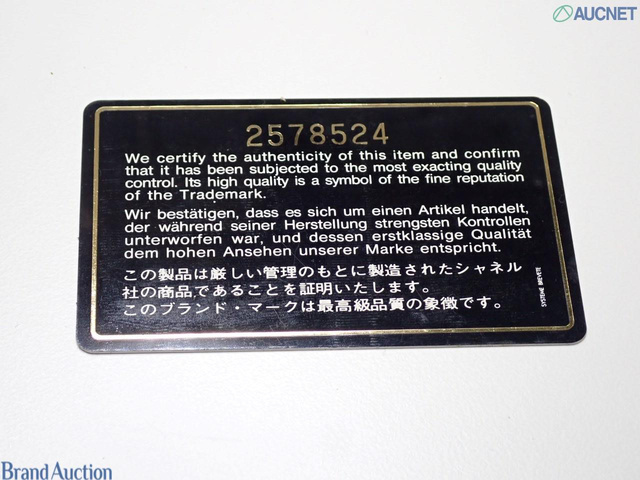 AUCNET
2578524
We certify the authenticity of this item and confirm
that it has been subjected to the most exacting quality
control. Its high quality is a symbol of the fine reputation
of the Trademark.
Wir bestätigen, dass es sich um einen Artikel handelt,
der während seiner Herstellung strengsten Kontrollen
unterworfen war, und dessen erstklassige Qualität
dem hohen Ansehen unserer Marke entspricht.
この製品は厳しい管理のもとに製造されたシャネル
社の商品であることを証明いたします。
このブランド・マークは最高級品質の象徴です。
SYSTEME BREVETE
Brand Auction